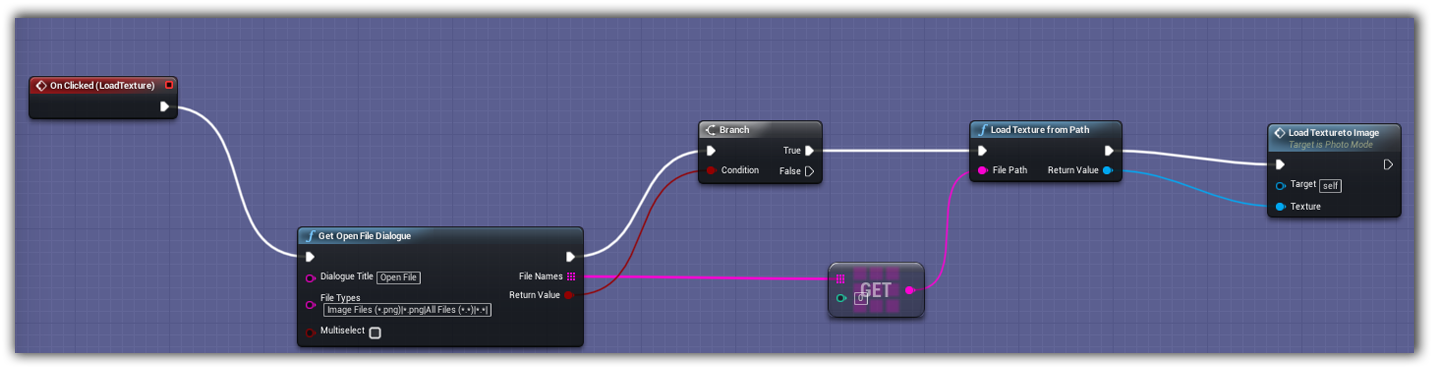 On Clicked (LoadTexture)
Branch
True
Condition
False
Load Texture from Path
File Path
Return Value
Load Textureto Image
Target is Photo Mode
Target self
Texture
Get Open File Dialogue
Dialogue Title Open File
File Names
Return Value
File Types
Image Files (*.png)|*.png|All Files (*.*)|*.*|
Multiselect
GET
0